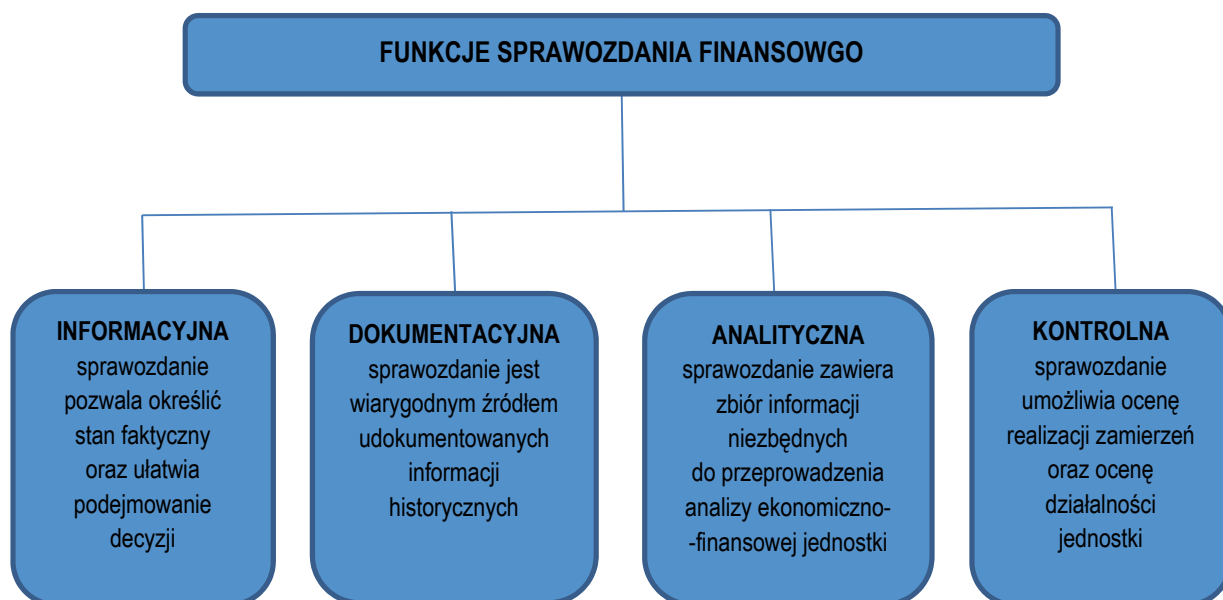 FUNKCJE SPRAWOZDANIA FINANSOWGO
INFORMACYJNA
sprawozdanie
pozwala określić
stan faktyczny
oraz ułatwia
podejmowanie
decyzji
DOKUMENTACYJNA
sprawozdanie jest
wiarygodnym źródłem
udokumentowanych
informacji
historycznych
ANALITYCZNA
sprawozdanie zawiera
zbiór informacji
niezbędnych
do przeprowadzenia
analizy ekonomiczno-
-finansowej jednostki
KONTROLNA
sprawozdanie
umożliwia ocenę
realizacji zamierzeń
oraz ocenę
działalności
jednostki